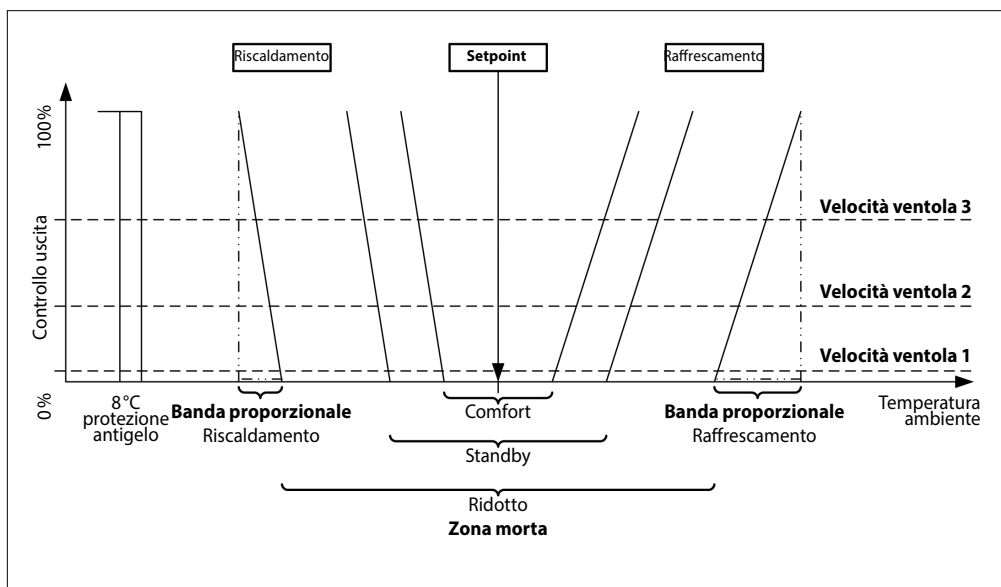 Riscaldamento
Setpoint
Raffrescamento
100%
Controllo uscita
0%
Velocità ventola 3
Velocità ventola 2
Velocità ventola 1
8°C
protezione
antigelo
Banda proporzionale
Riscaldamento
Comfort
Banda proporzionale
Raffrescamento
Temperatura
ambiente
Standby
Ridotto
Zona morta